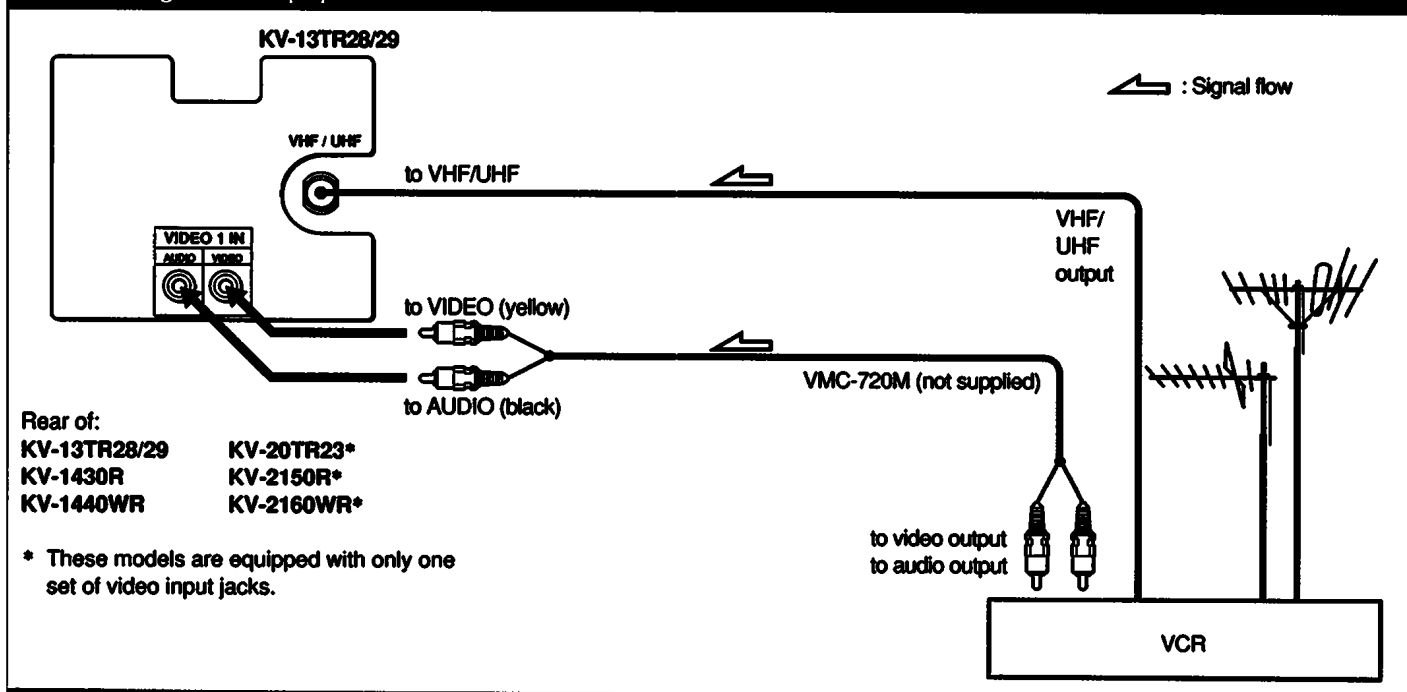 KV-13TR28/29
: Signal flow
VHF / UHF
to VHF/UHF
VHF/
UHF
output
VIDEO 1 IN
AUDIO VIDEO
to VIDEO (yellow)
VMC-720M (not supplied)
to AUDIO (black)
Rear of:
KV-13TR28/29 KV-20TR23*
KV-1430R KV-2150R*
KV-1440WR KV-2160WR*
* These models are equipped with only one
set of video input jacks.
to video output
to audio output
VCR